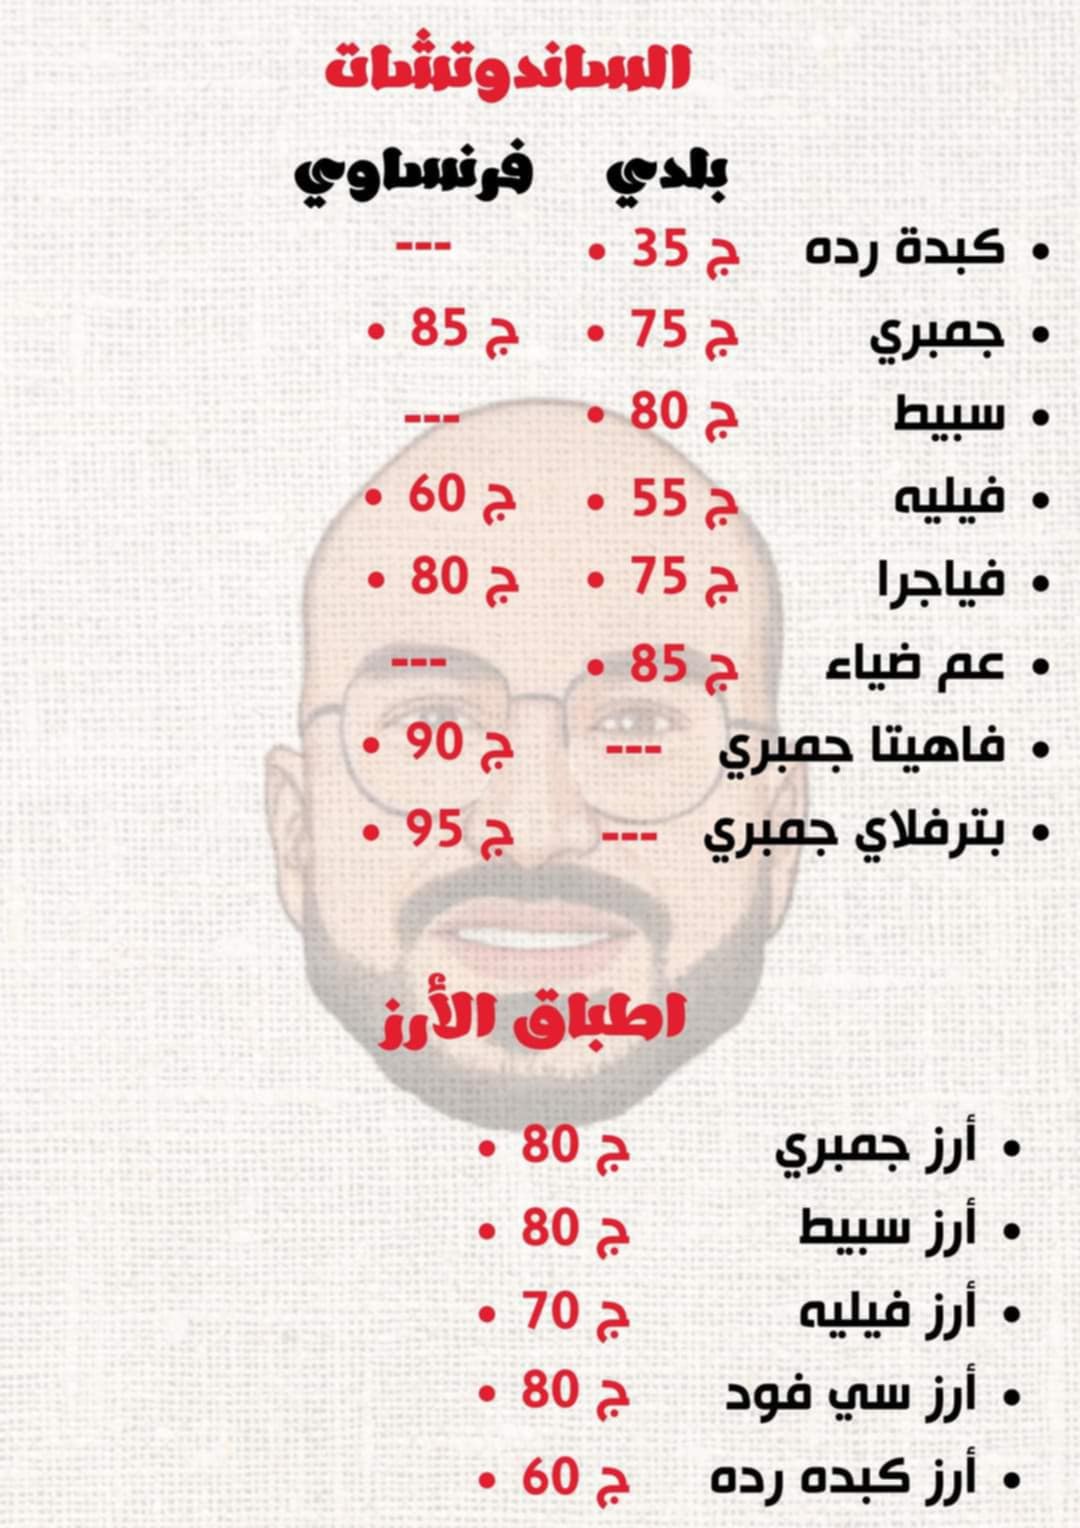 الساندوتشات
بلدي فرنساوي
• كبدة رده ج 35 • ---
• جمبري ج 75 • ج 85 •
• سبيط ج 80 • ---
• فيليه ج 55 • ج 60 •
• فياجرا ج 75 • ج 80 •
• عم ضياء ج 85 • ---
• فاهيتا جمبري --- ج 90 •
• بترفلاي جمبري --- ج 95 •
اطباق الأرز
• أرز جمبري ج 80 •
• أرز سبيط ج 80 •
• أرز فيليه ج 70 •
• أرز سي فود ج 80 •
• أرز كبده رده ج 60 •